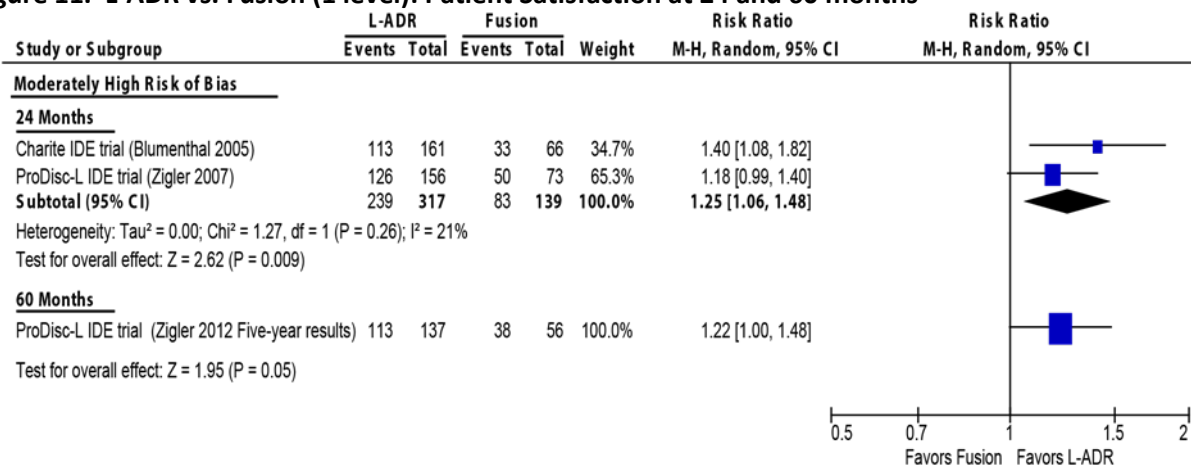 Figure 11. L-ADR vs. Fusion (1 level): Patient Satisfaction at 24 and 60 months
L-ADR Fusion Risk Ratio Risk Ratio
Study or Subgroup Events Total Events Total Weight M-H, Random, 95% CI M-H, Random, 95% CI
Moderately High Risk of Bias
24 Months
Charite IDE trial (Blumenthal 2005) 113 161 33 66 34.7% 1.40 [1.08, 1.82]
ProDisc-L IDE trial (Zigler 2007) 126 156 50 73 65.3% 1.18 [0.99, 1.40]
Subtotal (95% CI) 239 317 83 139 100.0% 1.25 [1.06, 1.48]
Heterogeneity: Tau² = 0.00; Chi² = 1.27, df = 1 (P = 0.26); I² = 21%
Test for overall effect: Z = 2.62 (P = 0.009)
60 Months
ProDisc-L IDE trial (Zigler 2012 Five-year results) 113 137 38 56 100.0% 1.22 [1.00, 1.48]
Test for overall effect: Z = 1.95 (P = 0.05)
0.5 0.7 1 1.5 2
Favors Fusion Favors L-ADR